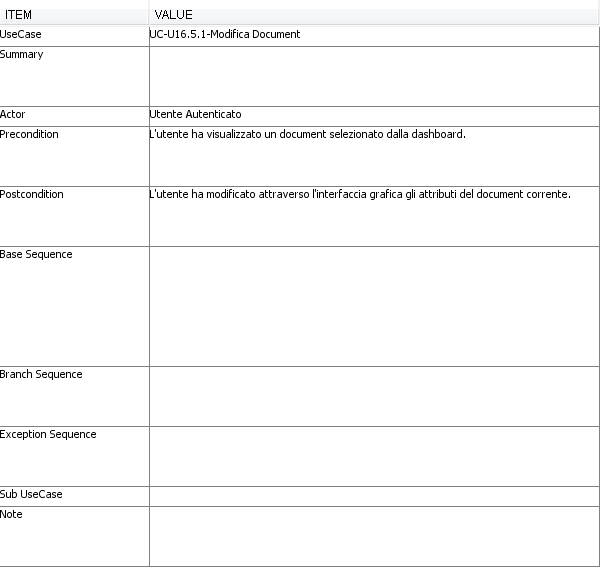 ITEM VALUE
UseCase UC-U16.5.1-Modifica Document
Summary
Actor Utente Autenticato
Precondition L'utente ha visualizzato un document selezionato dalla dashboard.
Postcondition L'utente ha modificato attraverso l'interfaccia grafica gli attributi del document corrente.
Base Sequence
Branch Sequence
Exception Sequence
Sub UseCase
Note